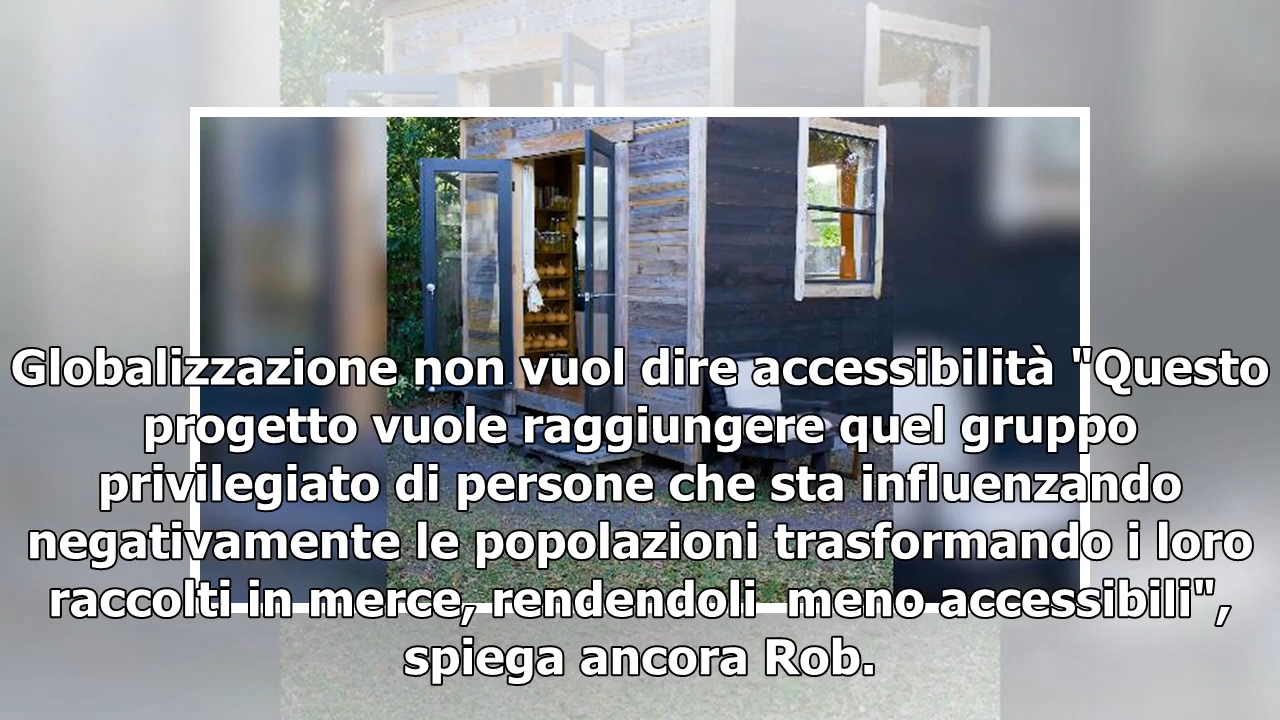 Globalizzazione non vuol dire accessibilità "Questo
progetto vuole raggiungere quel gruppo
privilegiato di persone che sta influenzando
negativamente le popolazioni trasformando i loro
raccolti in merce, rendendoli  meno accessibili",
spiega ancora Rob.